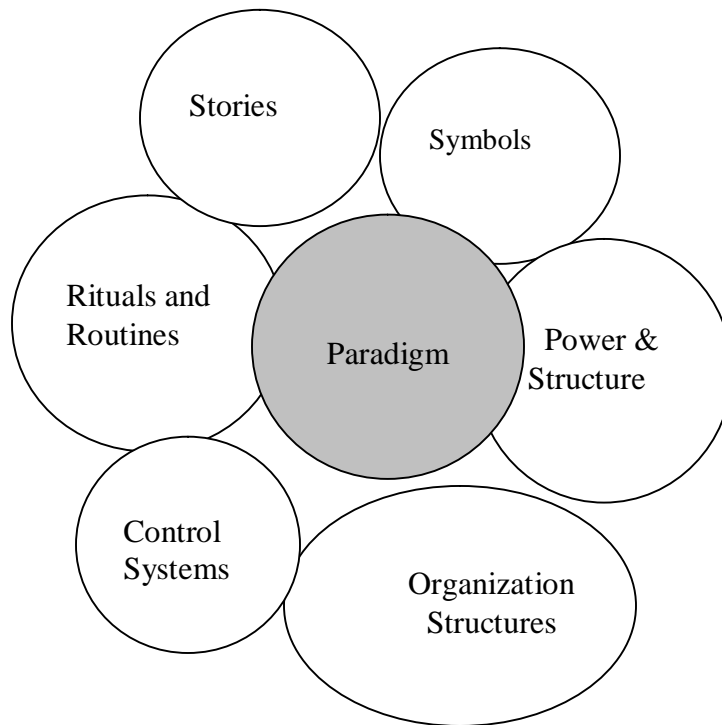 Stories
Symbols
Rituals and
Routines
Paradigm
Power &
Structure
Control
Systems
Organization
Structures